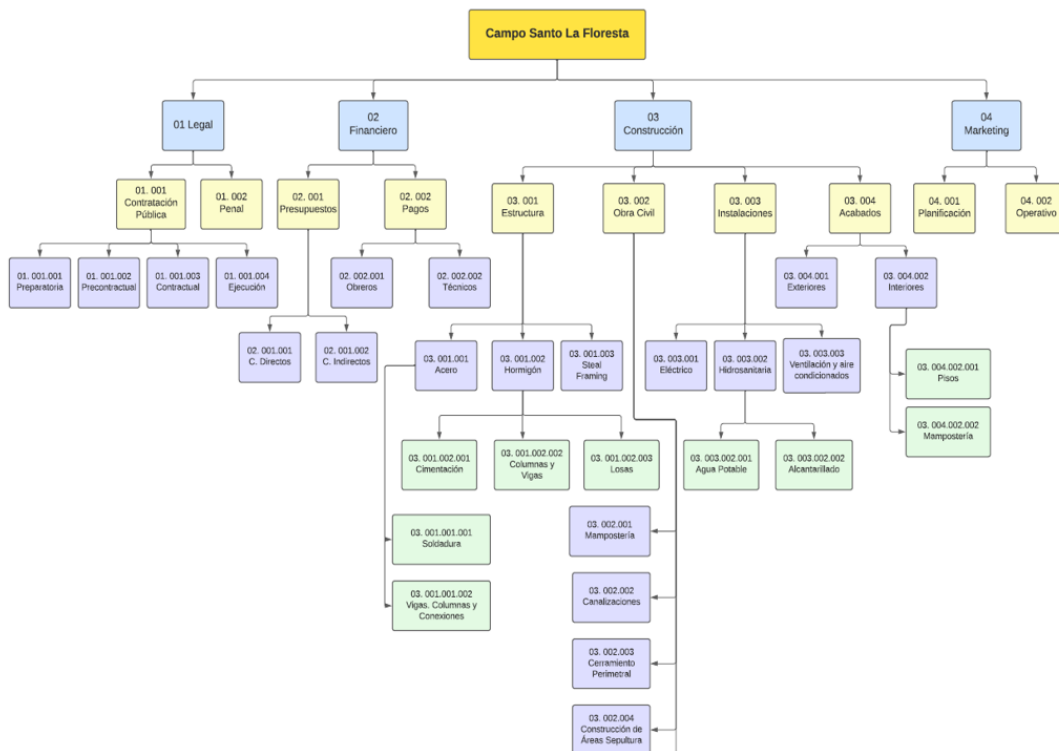 Campo Santo La Floresta
01 Legal
02
Financiero
03
Construcción
04
Marketing
01. 001
Contratación
Pública
01. 002
Penal
02. 001
Presupuestos
02. 002
Pagos
03. 001
Estructura
03. 002
Obra Civil
03. 003
Instalaciones
03. 004
Acabados
04. 001
Planificación
04. 002
Operativo
01. 001.001
Preparatoria
01. 001.002
Precontractual
01. 001.003
Contractual
01. 001.004
Ejecución
02. 002.001
Obreros
02. 002.002
Técnicos
03. 004.001
Exteriores
03. 004.002
Interiores
02. 001.001
C. Directos
02. 001.002
C. Indirectos
03. 001.001
Acero
03. 001.002
Hormigón
03. 001.003
Steal
Framing
03. 003.001
Eléctrico
03. 003.002
Hidrosanitaria
03. 003.003
Ventilación y aire
condicionados
03. 004.002.001
Pisos
03. 004.002.002
Mampostería
03. 001.002.001
Cimentación
03. 001.002.002
Columnas y
Vigas
03. 001.002.003
Losas
03. 003.002.001
Agua Potable
03. 003.002.002
Alcantarillado
03. 001.001.001
Soldadura
03. 001.001.002
Vigas. Columnas y
Conexiones
03. 002.001
Mampostería
03. 002.002
Canalizaciones
03. 002.003
Cerramiento
Perimetral
03. 002.004
Construcción de
Áreas Sepultura